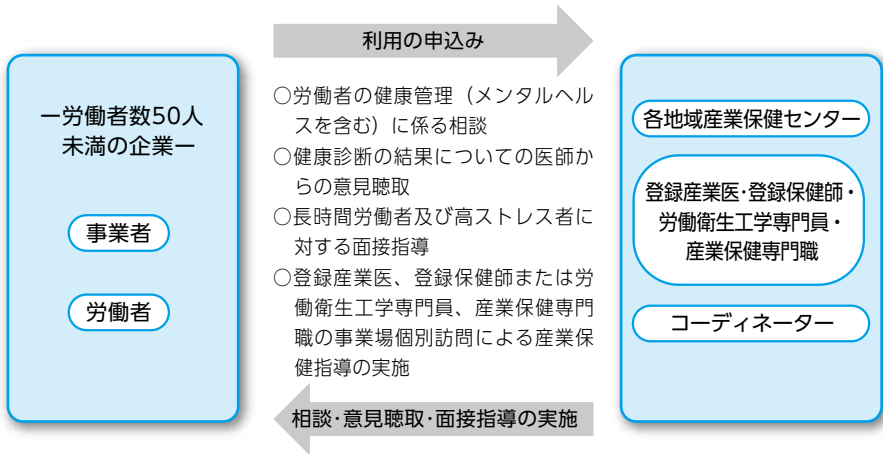 利用の申込み
ー労働者数50人
未満の企業ー
事業者
労働者
○労働者の健康管理（メンタルヘル
スを含む）に係る相談
○健康診断の結果についての医師か
らの意見聴取
○長時間労働者及び高ストレス者に
対する面接指導
○登録産業医、登録保健師または労
働衛生工学専門員、産業保健専門
職の事業場個別訪問による産業保
健指導の実施
各地域産業保健センター
登録産業医・登録保健師・
労働衛生工学専門員・
産業保健専門職
コーディネーター
相談・意見聴取・面接指導の実施